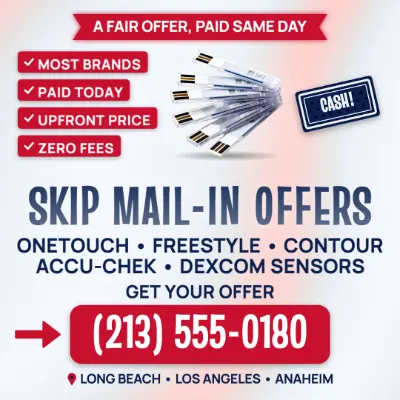 A FAIR OFFER, PAID SAME DAY
✓ MOST BRANDS
✓ PAID TODAY
✓ UPFRONT PRICE
✓ ZERO FEES
CASH!
SKIP MAIL-IN OFFERS
ONETOUCH • FREESTYLE • CONTOUR
ACCU-CHEK • DEXCOM SENSORS
GET YOUR OFFER
(213) 555-0180
LONG BEACH • LOS ANGELES • ANAHEIM